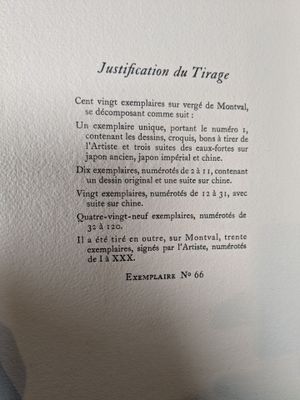 Justification du Tirage
Cent vingt exemplaires sur vergé de Montval,
se décomposant comme suit :
Un exemplaire unique, portant le numéro 1,
contenant les dessins, croquis, bons à tirer de
l'Artiste et trois suites des eaux-fortes sur
japon ancien, japon impérial et chine.
Dix exemplaires, numérotés de 2 à 11, contenant
un dessin original et une suite sur chine.
Vingt exemplaires, numérotés de 12 à 31, avec
suite sur chine.
Quatre-vingt-neuf exemplaires, numérotés de
32 à 120.
Il a été tiré en outre, sur Montval, trente
exemplaires, signés par l'Artiste, numérotés
de I à XXX.
Exemplaire Nº 66